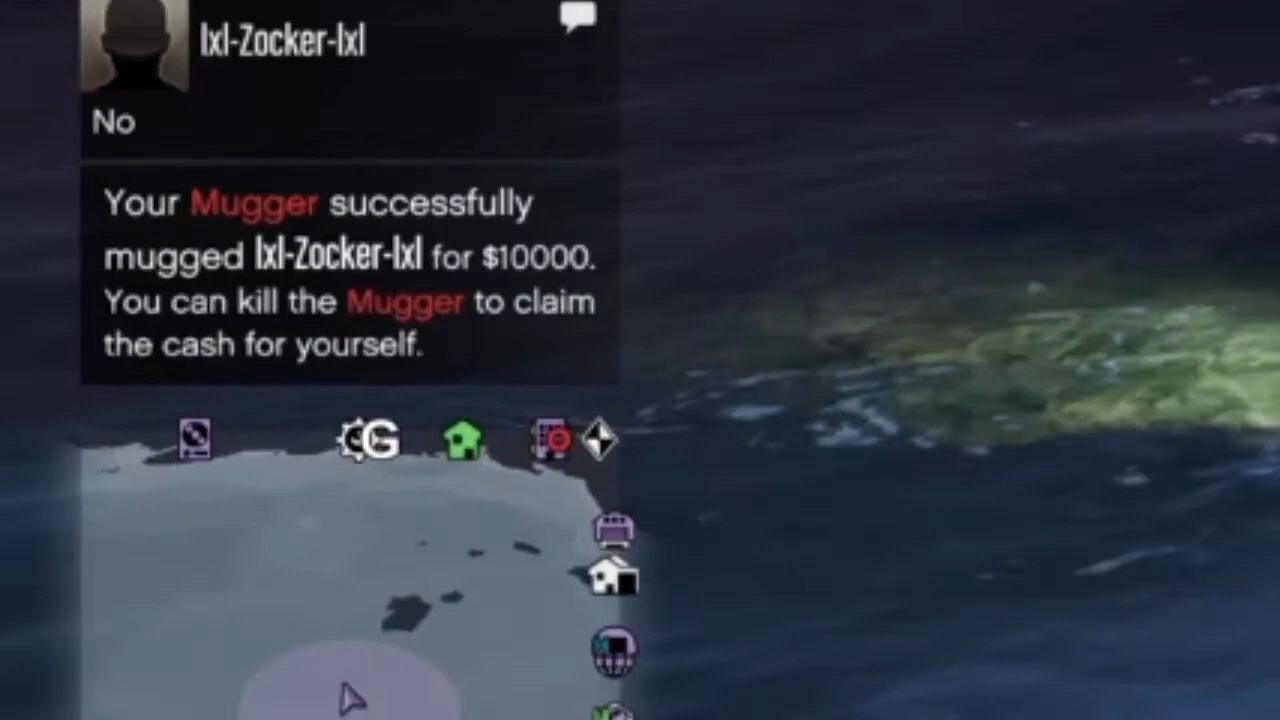 lxl-Zocker-lxl
No
Your Mugger successfully
mugged lxl-Zocker-lxl for $10000.
You can kill the Mugger to claim
the cash for yourself.
G